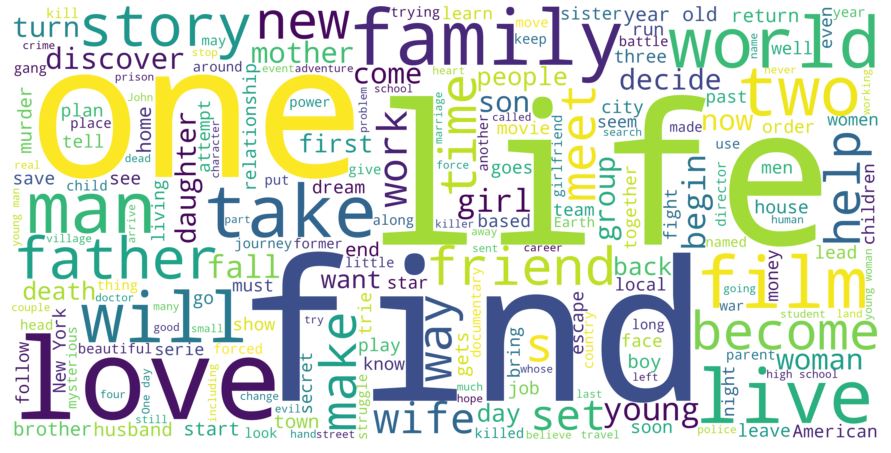 kill
trying
learn
move
sister
year old
return
year
turn
story
new
family
world
may
keep
run
well
even
crime
discover
mother
battle
three
name
gang
stop
around
come
people
decide
prison
event
adventure
heart
one
life
two
murder
plan
John
power
school
son
city
past
never
place
home
attempt
relationship
problem
time
meet
seem
now
order
women
working
tell
dead
character
first
work
marriage
called
movie
girlfriend
search
made
help
real
daughter
give
another
goes
use
save
child
see
put
dream
girl
force
group
together
fight
begin
director
men
children
young man
man
living
take
part
along
based
killer
team
house
human
village
arrive
journey
former
end
away
Earth
named
father
fall
little
sent
career
friend
back
film
money
lead
young woman
death
thing
doctor
must
want
star
local
going
war
couple
many
will
go
find
way
documentary
escape
country
student
land
head
good
small
show
try
trie
gets
s
long
become
follow
New York
mysterious
beautiful
serie
forced
make
play
bring
face
boy
left
parent
woman
love
four
One day
change
secret
know
whose
job
night
high school
live
still
including
evil
town
struggle
much
hope
last
brother
husband
start
look
hand
street
wife
day
killed
set
believe
travel
young
soon
police
leave
American